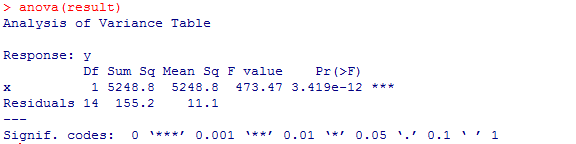 > anova(result)
Analysis of Variance Table

Response: y
          Df Sum Sq Mean Sq F value    Pr(>F)
x          1 5248.8  5248.8  473.47 3.419e-12 ***
Residuals 14  155.2    11.1
---
Signif. codes:  0 ‘***’ 0.001 ‘**’ 0.01 ‘*’ 0.05 ‘.’ 0.1 ‘ ’ 1